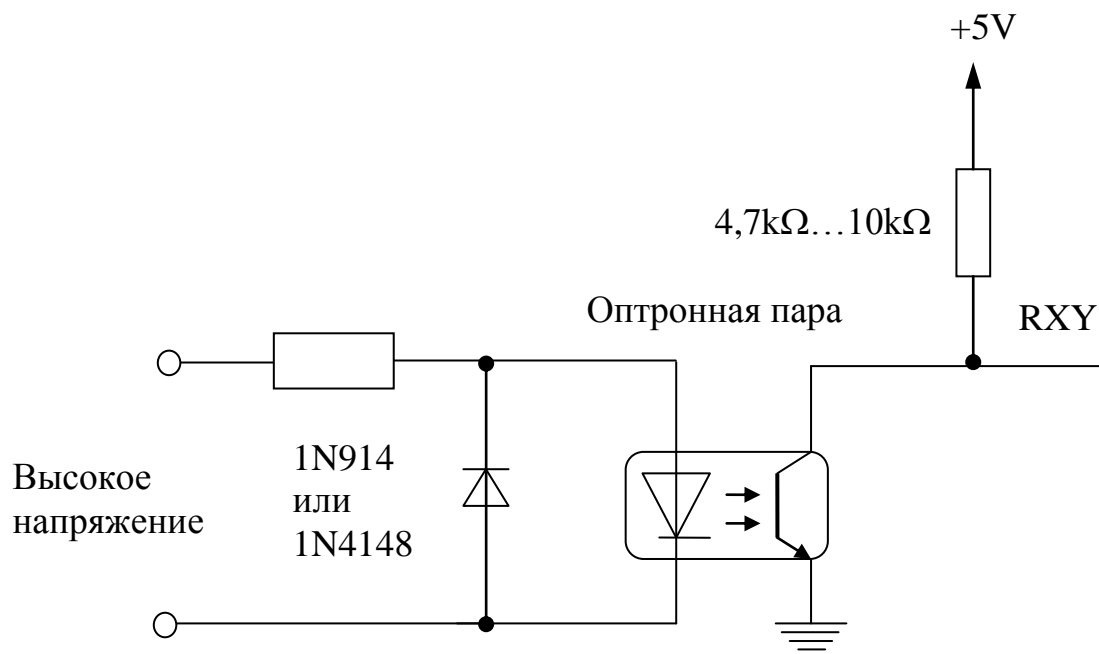 +5V
4,7kΩ…10kΩ
Оптронная пара
RXY
1N914
или
1N4148
Высокое
напряжение